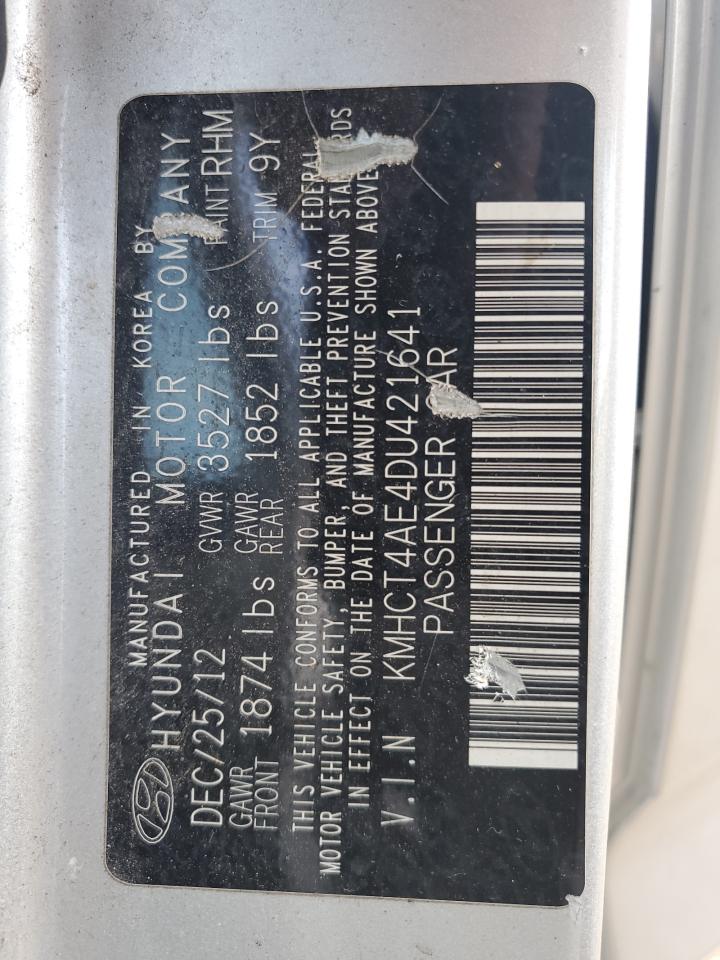 MANUFACTURED IN KOREA BY
HYUNDAI MOTOR COMPANY
DEC/25/12 GVWR 3527 lbs PAINT RHM
GAWR FRONT 1874 lbs GAWR REAR 1852 lbs TRIM 9Y
THIS VEHICLE CONFORMS TO ALL APPLICABLE U.S.A FEDERAL
MOTOR VEHICLE SAFETY, BUMPER, AND THEFT PREVENTION STANDARDS
IN EFFECT ON THE DATE OF MANUFACTURE SHOWN ABOVE
V.I.N KMHCT4AE4DU421641
PASSENGER CAR